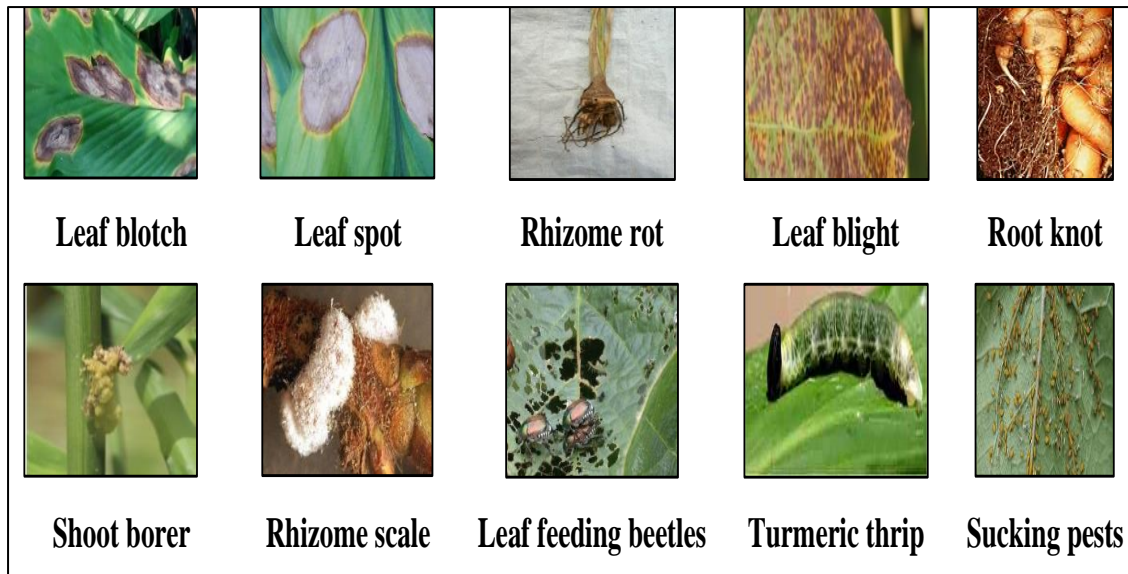 Leaf blotch Leaf spot Rhizome rot Leaf blight Root knot
Shoot borer Rhizome scale Leaf feeding beetles Turmeric thrip Sucking pests